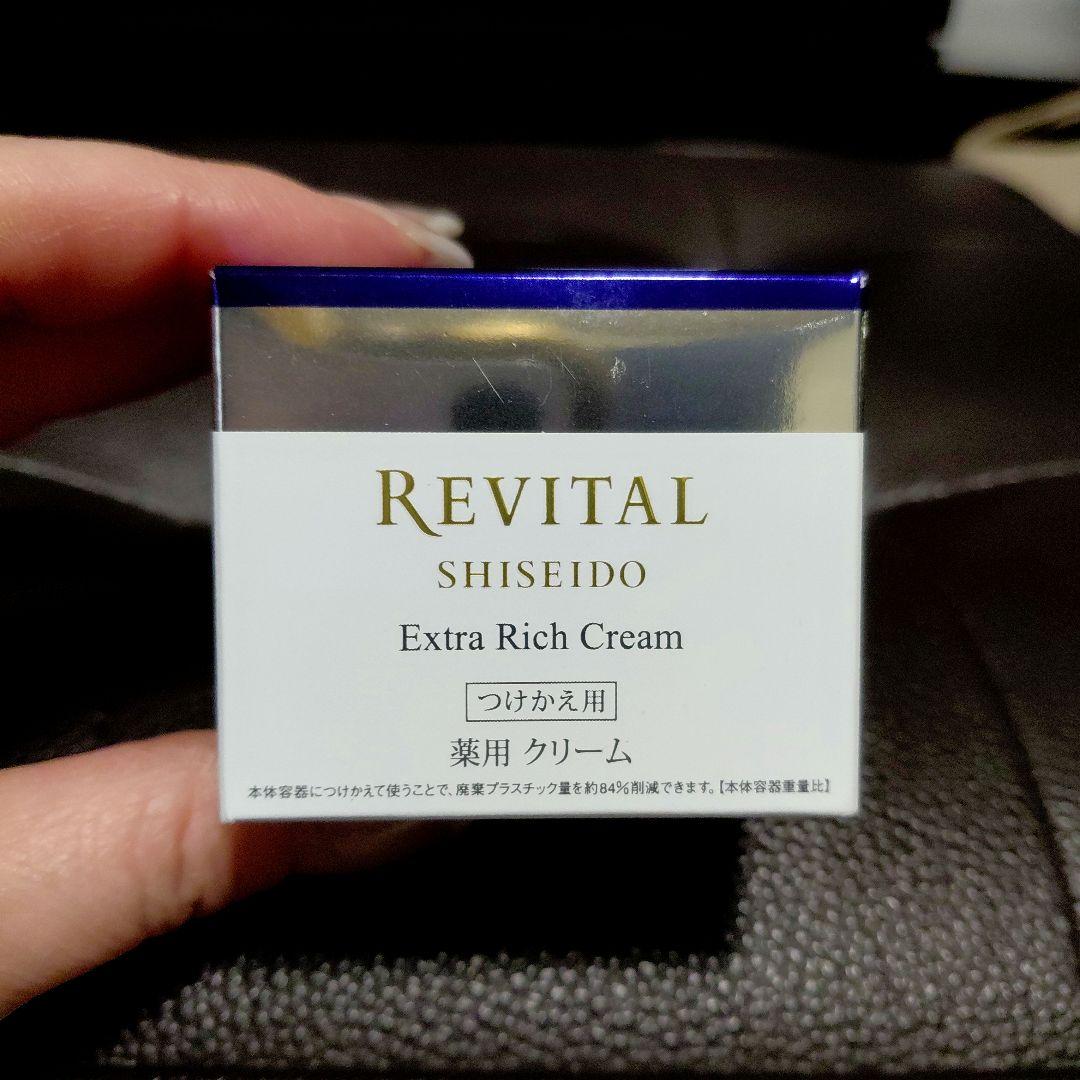 REVITAL
SHISEIDO
Extra Rich Cream
つけかえ用
薬用 クリーム
本体容器につけかえて使うことで、廃棄プラスチック量を約84%削減できます。【本体容器重量比】